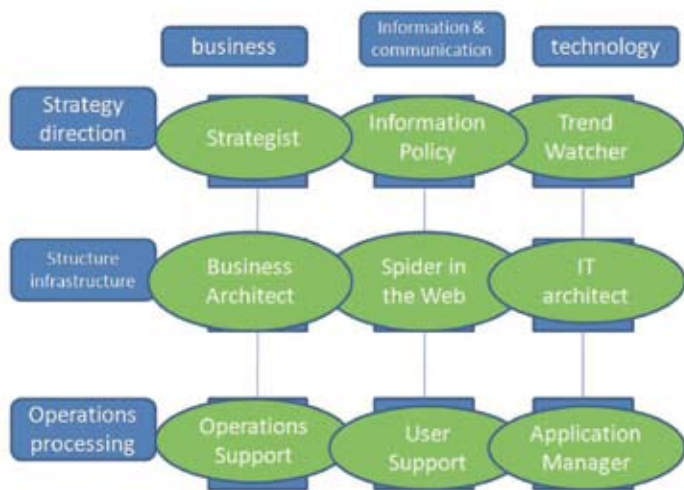 business
Information &
communication
technology
Strategy
direction
Strategist
Information
Policy
Trend
Watcher
Structure
infrastructure
Business
Architect
Spider in
the Web
IT
architect
Operations
processing
Operations
Support
User
Support
Application
Manager